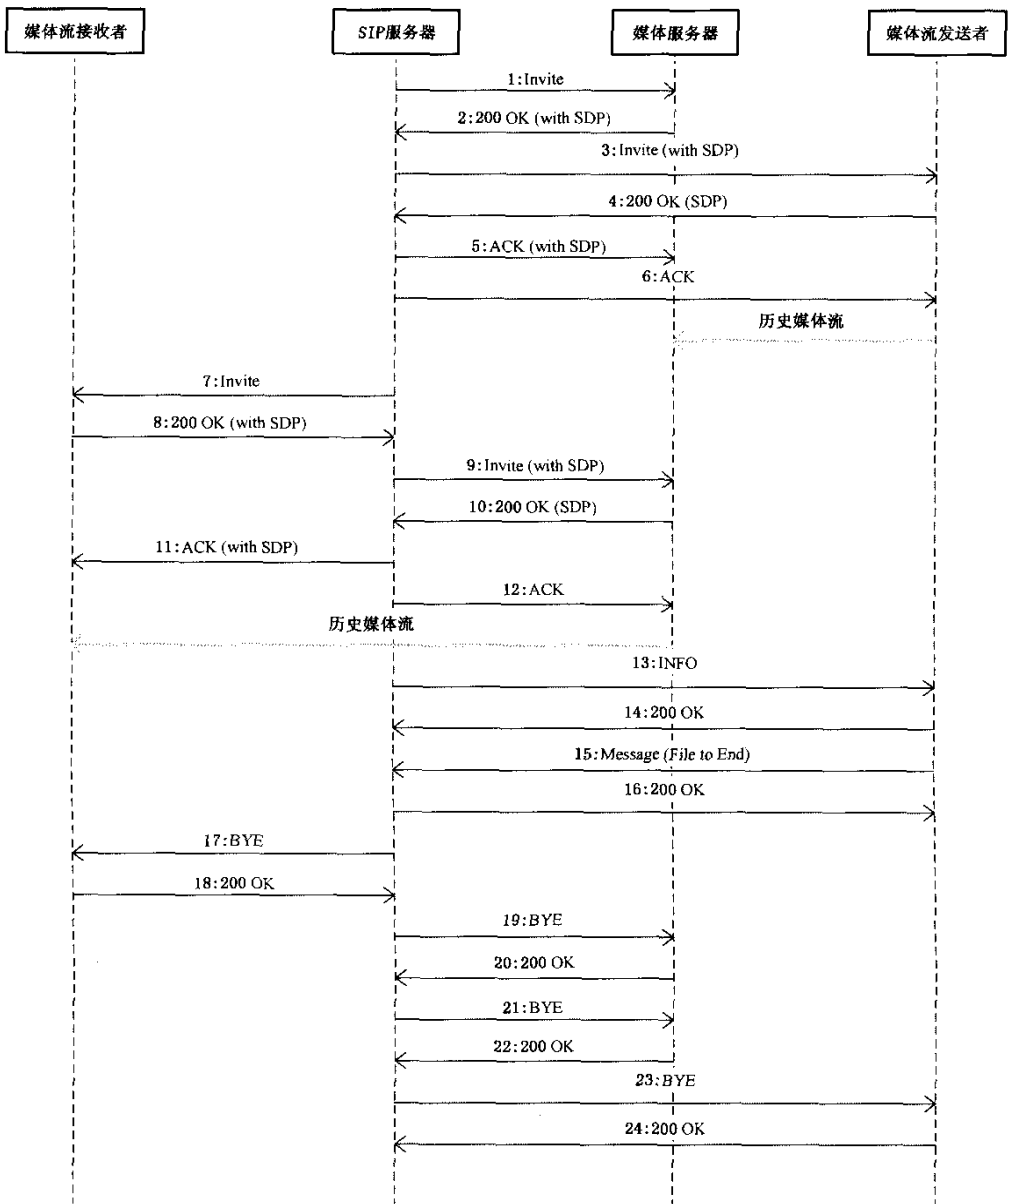 媒体流接收者
SIP服务器
媒体服务器
媒体流发送者
1:Invite
2:200 OK (with SDP)
3:Invite (with SDP)
4:200 OK (SDP)
5:ACK (with SDP)
6:ACK
历史媒体流
7:Invite
8:200 OK (with SDP)
9:Invite (with SDP)
10:200 OK (SDP)
11:ACK (with SDP)
12:ACK
历史媒体流
13:INFO
14:200 OK
15:Message (File to End)
16:200 OK
17:BYE
18:200 OK
19:BYE
20:200 OK
21:BYE
22:200 OK
23:BYE
24:200 OK